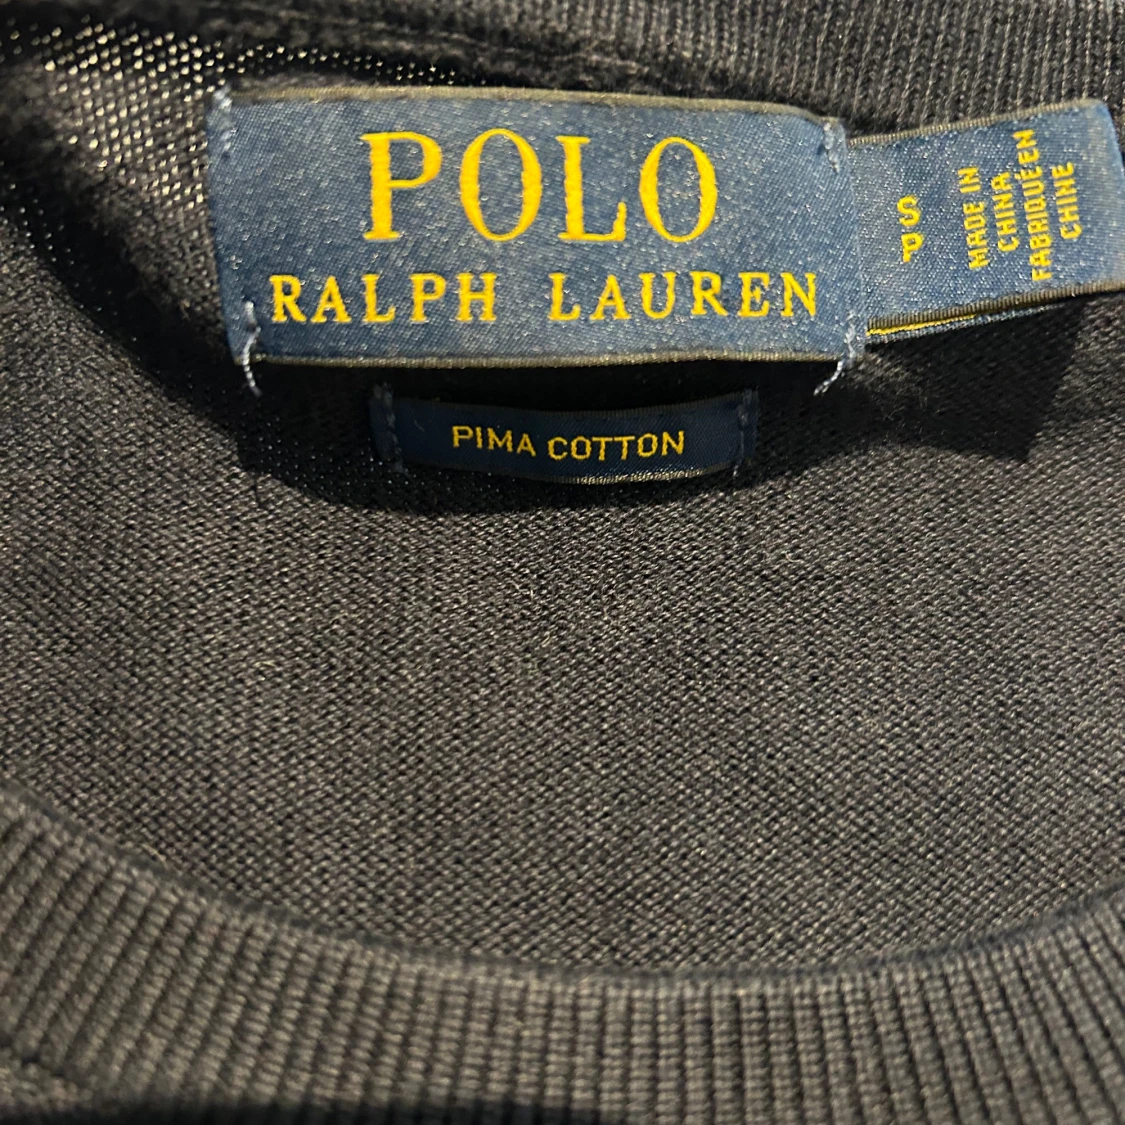 POLO
RALPH LAUREN
PIMA COTTON
S
P
MADE IN
CHINA
FABRIQUÉ EN
CHINE